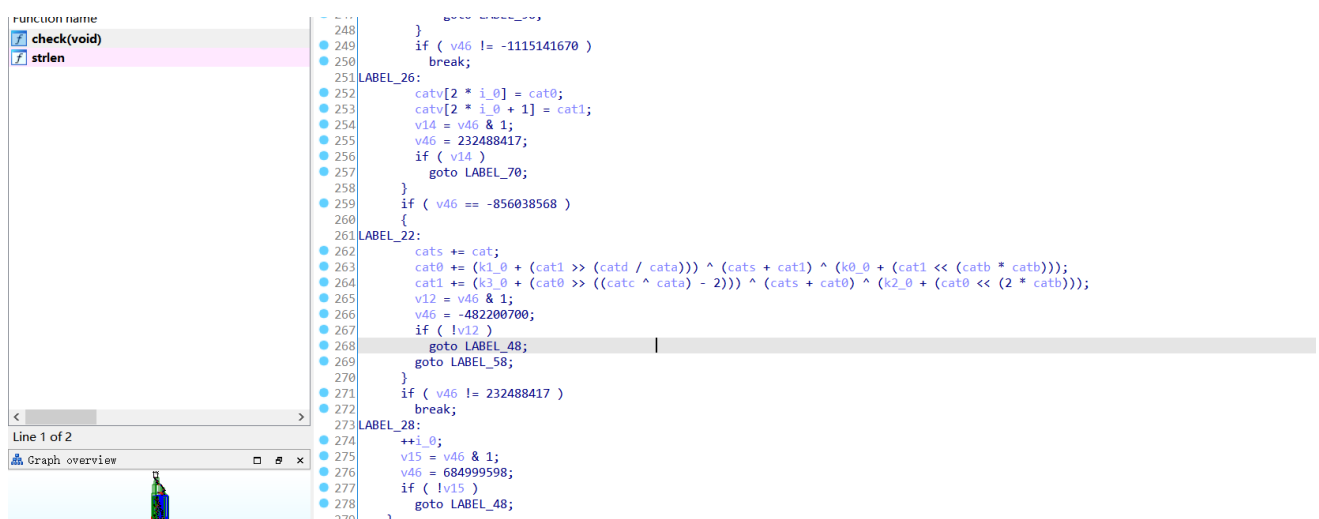 Function name
check(void)
strlen
Line 1 of 2
Graph overview
248 }
249 if ( v46 != -1115141670 )
250 break;
251 LABEL_26:
252 catv[2 * i_0] = cat0;
253 catv[2 * i_0 + 1] = cat1;
254 v14 = v46 & 1;
255 v46 = 232488417;
256 if ( v14 )
257 goto LABEL_70;
258 }
259 if ( v46 == -856038568 )
260 {
261 LABEL_22:
262 cats += cat;
263 cat0 += (k1_0 + (cat1 >> (catd / cata))) ^ (cats + cat1) ^ (k0_0 + (cat1 << (catb * catb)));
264 cat1 += (k3_0 + (cat0 >> ((catc ^ cata) - 2))) ^ (cats + cat0) ^ (k2_0 + (cat0 << (2 * catb)));
265 v12 = v46 & 1;
266 v46 = -482200700;
267 if ( !v12 )
268 goto LABEL_48;
269 goto LABEL_58;
270 }
271 if ( v46 != 232488417 )
272 break;
273 LABEL_28:
274 ++i_0;
275 v15 = v46 & 1;
276 v46 = 684999598;
277 if ( !v15 )
278 goto LABEL_48;